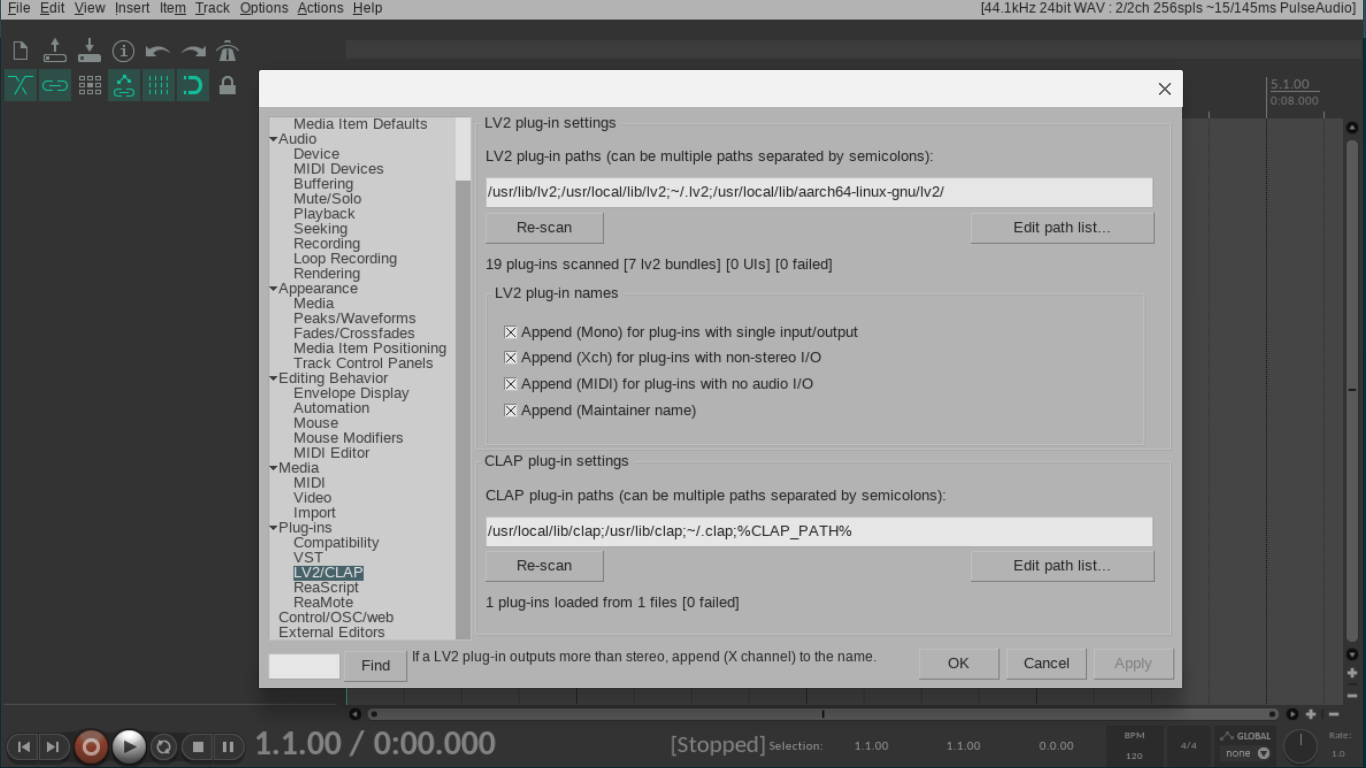 File Edit View Insert Item Track Options Actions Help [44.1kHz 24bit WAV : 2/2ch 256spls ~15/145ms PulseAudio]
5.1.00
0:08.000
Media Item Defaults
Audio
Device
MIDI Devices
Buffering
Mute/Solo
Playback
Seeking
Recording
Loop Recording
Rendering
Appearance
Media
Peaks/Waveforms
Fades/Crossfades
Media Item Positioning
Track Control Panels
Editing Behavior
Envelope Display
Automation
Mouse
Mouse Modifiers
MIDI Editor
Media
MIDI
Video
Import
Plug-ins
Compatibility
VST
LV2/CLAP
ReaScript
ReaMote
Control/OSC/web
External Editors
Find
LV2 plug-in settings
LV2 plug-in paths (can be multiple paths separated by semicolons):
/usr/lib/lv2;/usr/local/lib/lv2;~/.lv2;/usr/local/lib/aarch64-linux-gnu/lv2/
Re-scan Edit path list...
19 plug-ins scanned [7 lv2 bundles] [0 UIs] [0 failed]
LV2 plug-in names
Append (Mono) for plug-ins with single input/output
Append (Xch) for plug-ins with non-stereo I/O
Append (MIDI) for plug-ins with no audio I/O
Append (Maintainer name)
CLAP plug-in settings
CLAP plug-in paths (can be multiple paths separated by semicolons):
/usr/local/lib/clap;/usr/lib/clap;~/.clap;%CLAP_PATH%
Re-scan Edit path list...
1 plug-ins loaded from 1 files [0 failed]
If a LV2 plug-in outputs more than stereo, append (X channel) to the name.
OK Cancel Apply
1.1.00 / 0:00.000 [Stopped] Selection: 1.1.00 1.1.00 0.0.00
BPM
120
4/4
GLOBAL
none
Rate:
1.0